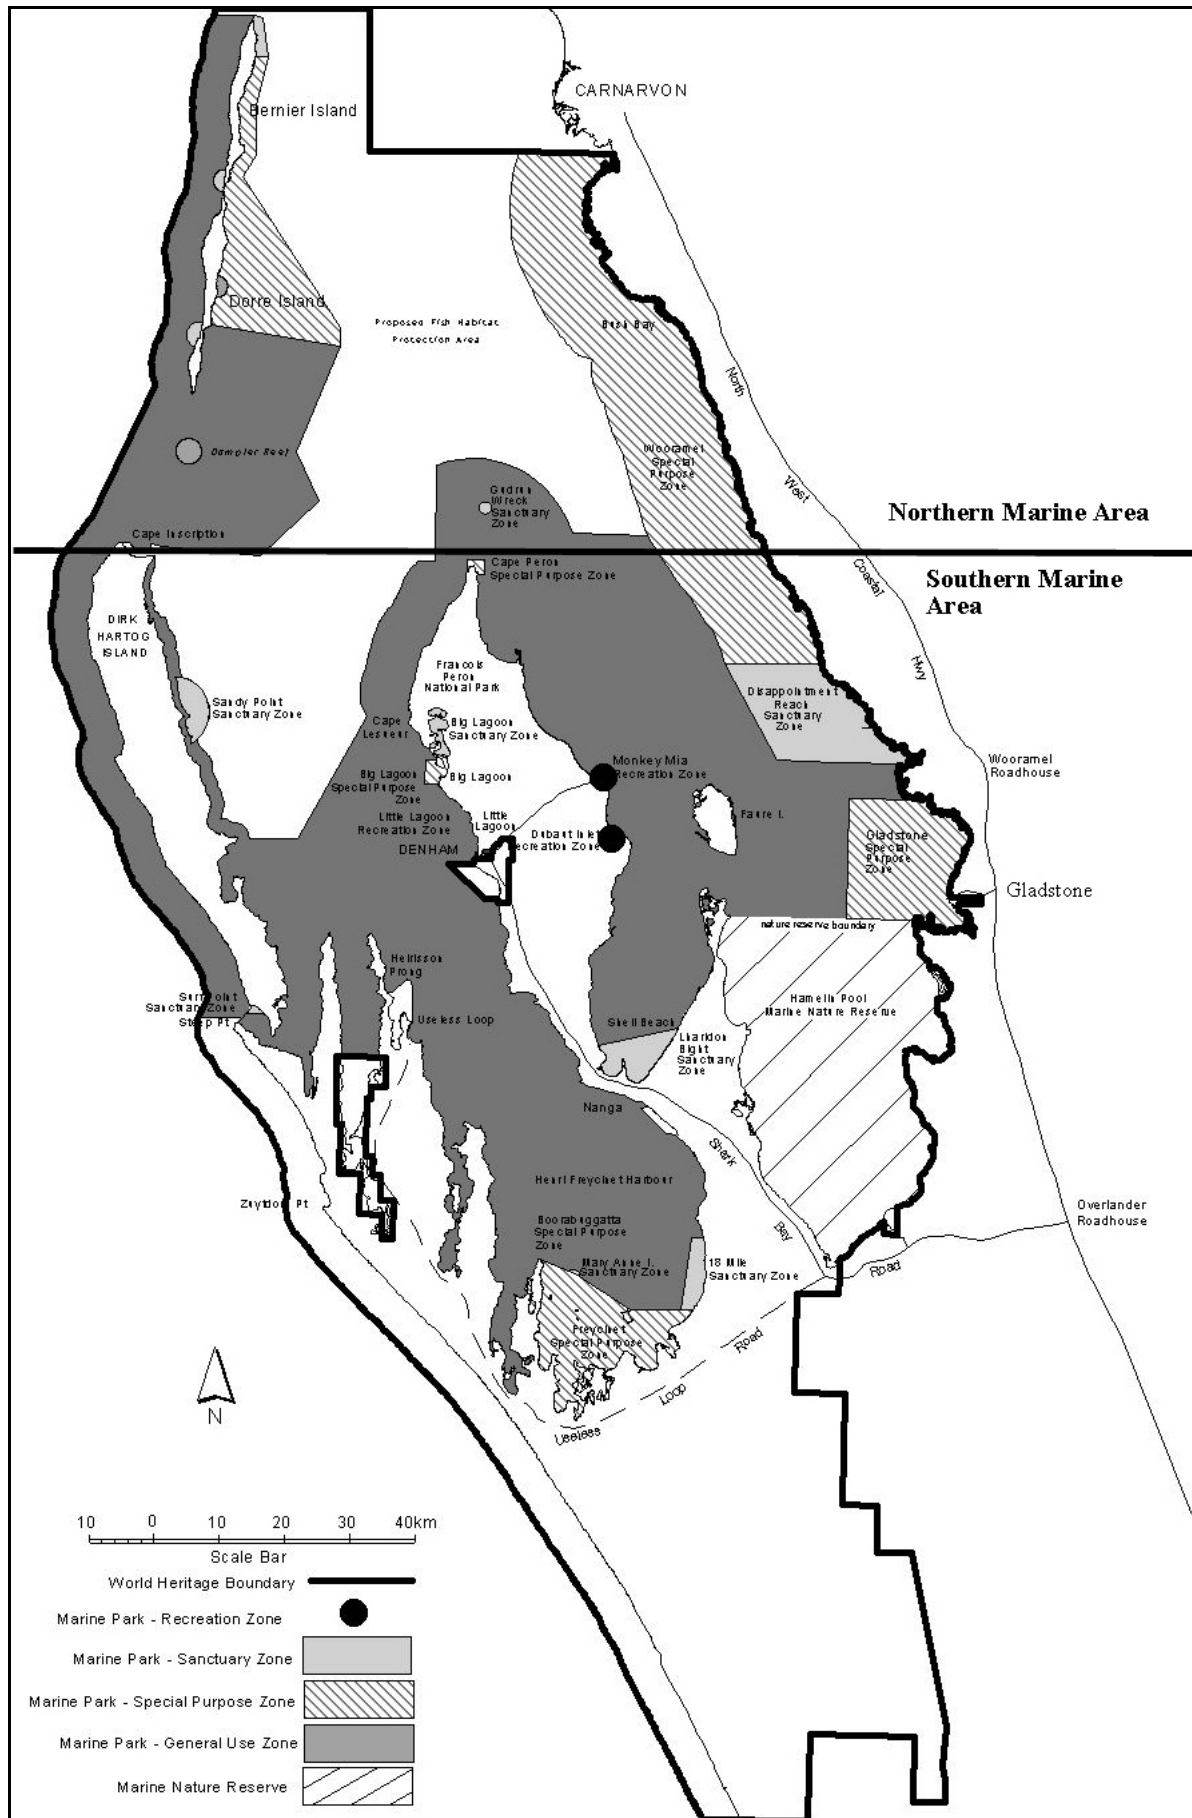 CARNARVON
Bernier Island
Dorre Island
Proposed Fish Habitat
Protection Area
Bush Bay
North
Dampier Reef
Wooramel
Special
Purpose
Zone
West
Gudrun
Wreck
Sanctuary
Zone
Northern Marine Area
Cape Inscription
Cape Peron
Special Purpose Zone
Coastal
Southern Marine
Area
DIRK
HARTOG
ISLAND
Hwy
Francois
Peron
National Park
Sandy Point
Sanctuary Zone
Disappointment
Reach
Sanctuary
Zone
Cape
Lesueur
Big Lagoon
Sanctuary Zone
Monkey Mia
Recreation Zone
Wooramel
Roadhouse
Big Lagoon
Special Purpose
Zone
Big Lagoon
Little Lagoon
Recreation Zone
Little
Lagoon
Faure I.
DENHAM
Dubaut Inlet
Recreation Zone
Gladstone
Special
Purpose
Zone
Gladstone
nature reserve boundary
Heirisson
Prong
Hamelin Pool
Marine Nature Reserve
Surf Point
Sanctuary Zone
Steep Pt
Useless Loop
Shell Beach
Lharidon
Bight
Sanctuary
Zone
Nanga
Shark
Henri Freycinet Harbour
Zuytdorp Pt
Bay
Overlander
Roadhouse
Boorabuggatta
Special Purpose
Zone
Mary Anne I.
Sanctuary Zone
18 Mile
Sanctuary Zone
Road
Freycinet
Special Purpose
Zone
Road
Loop
Useless
N
10 0 10 20 30 40km
Scale Bar
World Heritage Boundary
Marine Park - Recreation Zone
Marine Park - Sanctuary Zone
Marine Park - Special Purpose Zone
Marine Park - General Use Zone
Marine Nature Reserve